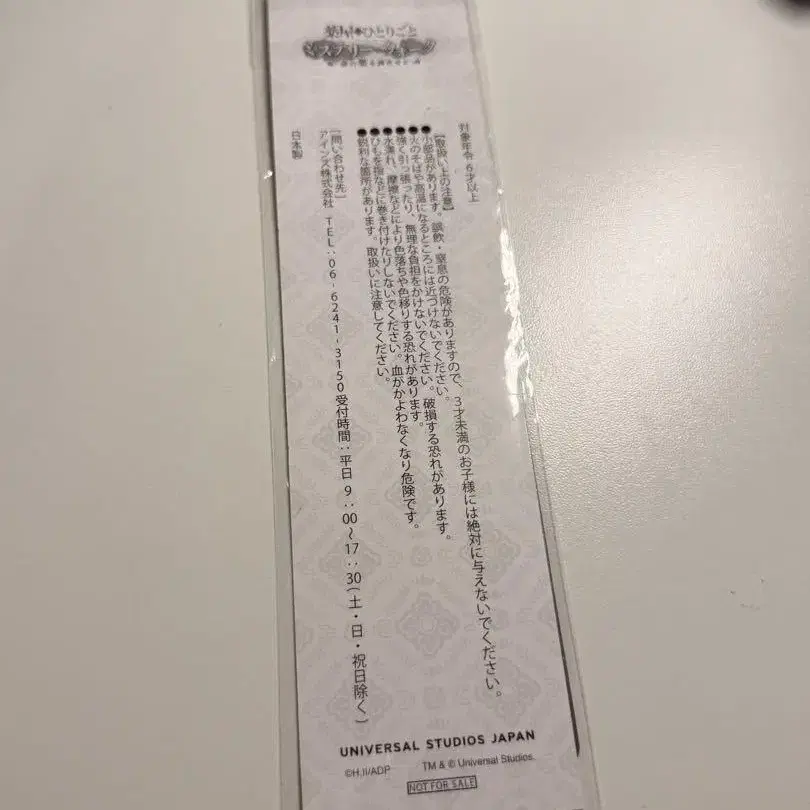 薬屋のひとりごと
ミステリー・ウォーク
対象年令 6才以上
【取扱い上の注意】
●小部品があります。誤飲・窒息の危険がありますので、3才未満のお子様には絶対に与えないでください。
●火のそばや高温になるところには近づけないでください。
●強く引っ張ったり、無理な負担をかけないでください。破損する恐れがあります。
●水濡れ、摩擦などにより色落ちや色移りする恐れがあります。
●ひもを指などに巻き付けたりしないでください。血がかよわなくなり危険です。
●鋭利な箇所があります。取扱いに注意してください。
[問い合わせ先]
アインズ株式会社 TEL:06-6241-3150 受付時間:平日 9:00~17:30(土・日・祝日除く)
日本製
UNIVERSAL STUDIOS JAPAN
©H.II/ADP TM & © Universal Studios.
NOT FOR SALE